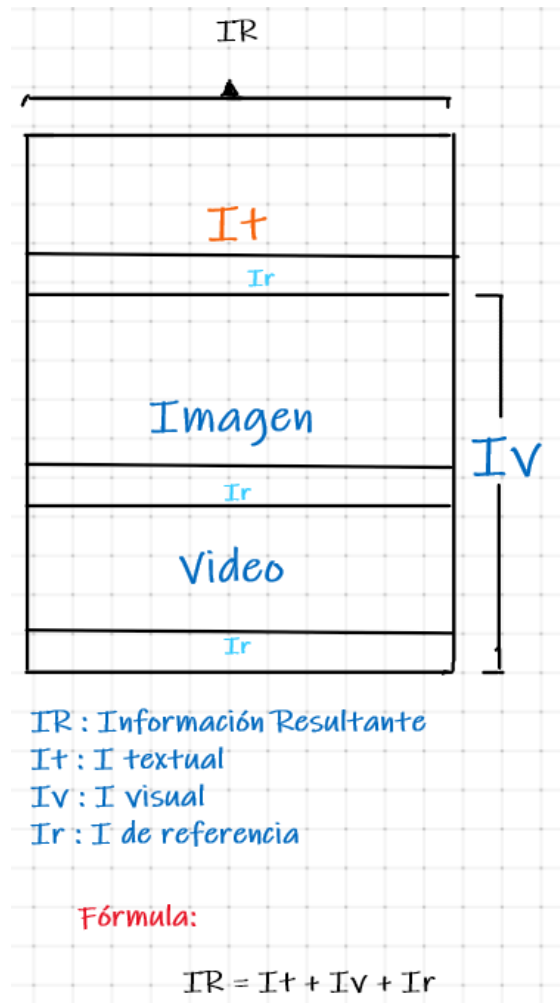 IR
It
Ir
Imagen
Iv
Ir
Video
Ir
IR : Información Resultante
It : I textual
Iv : I visual
Ir : I de referencia
Fórmula:
IR = It + Iv + Ir